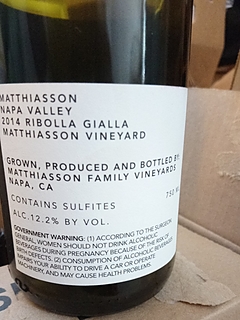 MATTHIASSON
NAPA VALLEY
2014 RIBOLLA GIALLA
MATTHIASSON VINEYARD
GROWN, PRODUCED AND BOTTLED BY
MATTHIASSON FAMILY VINEYARDS
NAPA, CA
CONTAINS SULFITES
750 M
ALC.12.2% BY VOL.
GOVERNMENT WARNING: (1) ACCORDING TO THE SURGEON
GENERAL, WOMEN SHOULD NOT DRINK ALCOHOLIC
BEVERAGES DURING PREGNANCY BECAUSE OF THE RISK OF
BIRTH DEFECTS. (2) CONSUMPTION OF ALCOHOLIC BEVERAGES
IMPAIRS YOUR ABILITY TO DRIVE A CAR OR OPERATE
MACHINERY, AND MAY CAUSE HEALTH PROBLEMS.